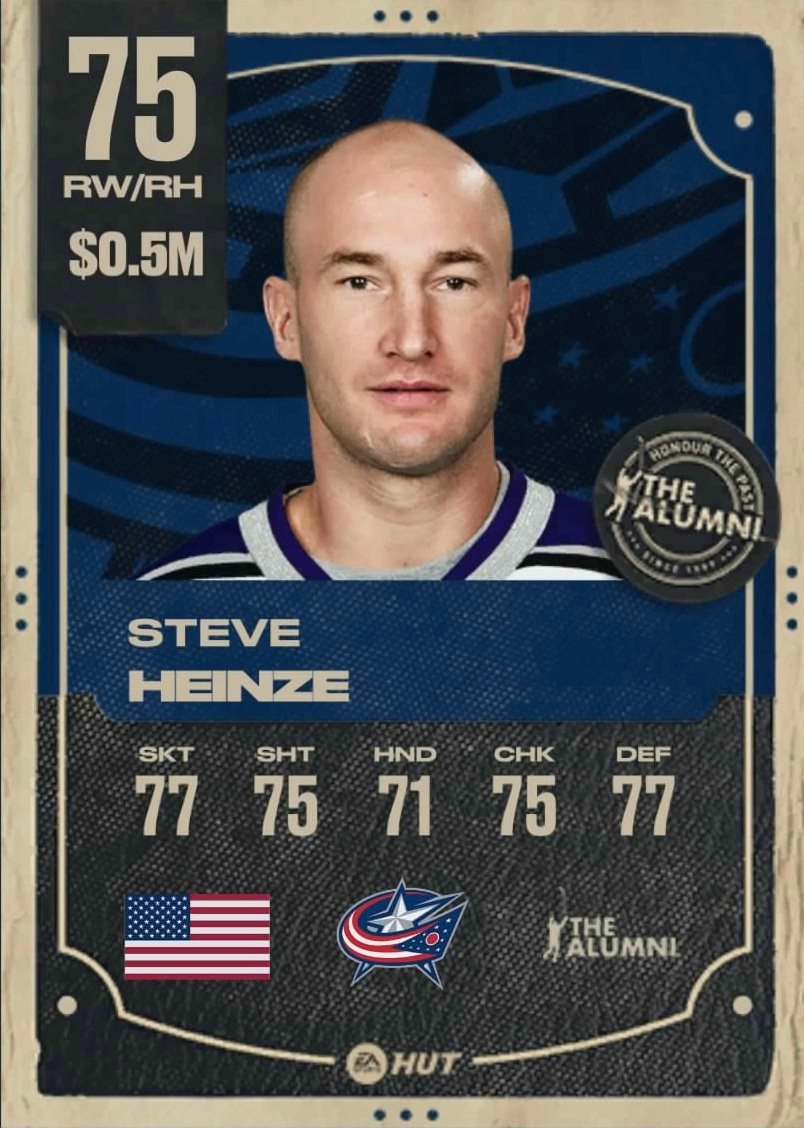 75
RW/RH
$0.5M
HONOUR THE PAST
THE
ALUMNI
STEVE
HEINZE
SKT SHT HND CHK DEF
77 75 71 75 77
THE
ALUMNI
EA HUT